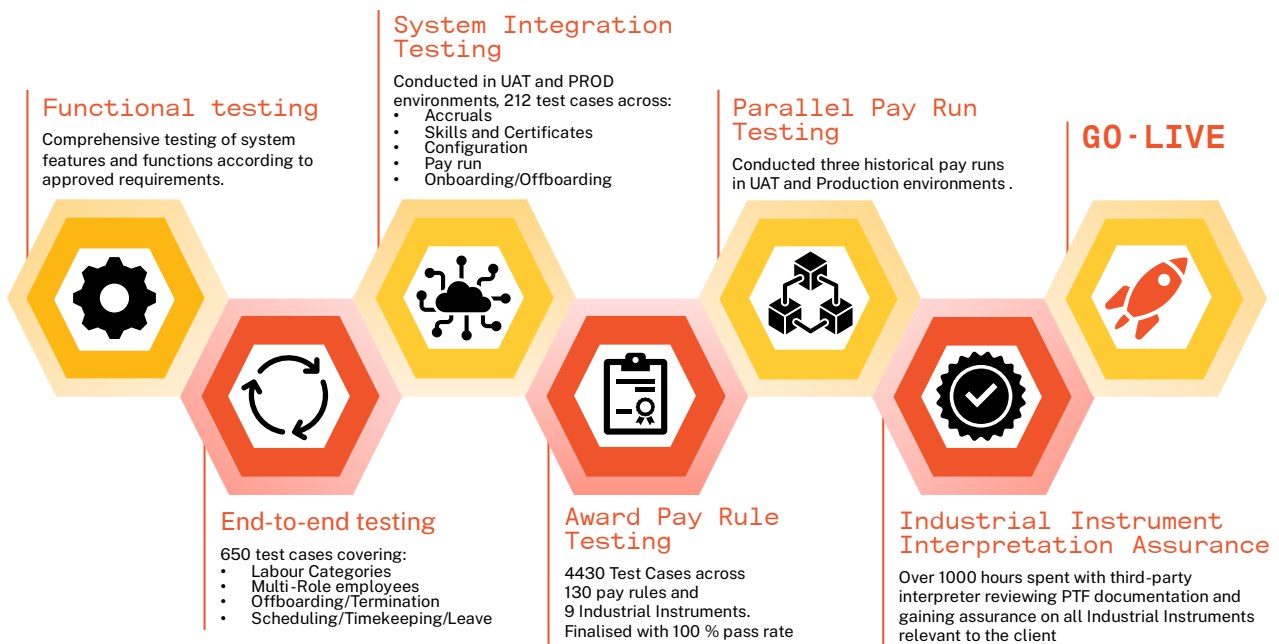 Functional testing
Comprehensive testing of system
features and functions according to
approved requirements.
End-to-end testing
650 test cases covering:
• Labour Categories
• Multi-Role employees
• Offboarding/Termination
• Scheduling/Timekeeping/Leave
System Integration
Testing
Conducted in UAT and PROD
environments, 212 test cases across:
• Accruals
• Skills and Certificates
• Configuration
• Pay run
• Onboarding/Offboarding
Award Pay Rule
Testing
4430 Test Cases across
130 pay rules and
9 Industrial Instruments.
Finalised with 100 % pass rate
Parallel Pay Run
Testing
Conducted three historical pay runs
in UAT and Production environments .
Industrial Instrument
Interpretation Assurance
Over 1000 hours spent with third-party
interpreter reviewing PTF documentation and
gaining assurance on all Industrial Instruments
relevant to the client
GO-LIVE